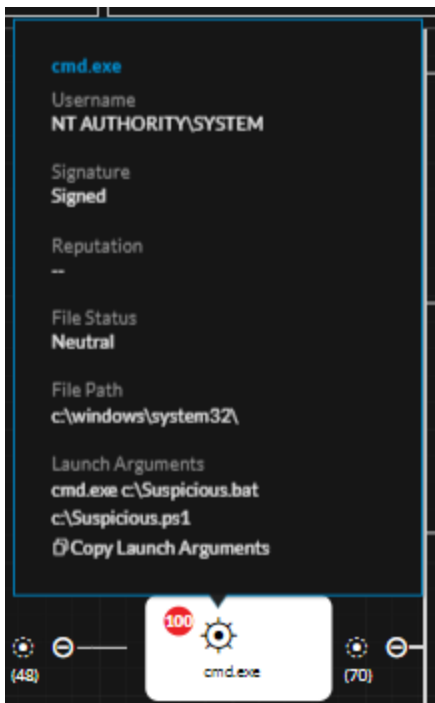 cmd.exe
Username
NT AUTHORITY\SYSTEM
Signature
Signed
Reputation
--
File Status
Neutral
File Path
c:\windows\system32\
Launch Arguments
cmd.exe c:\Suspicious.bat
c:\Suspicious.ps1
Copy Launch Arguments
100
cmd.exe
(48)
(70)